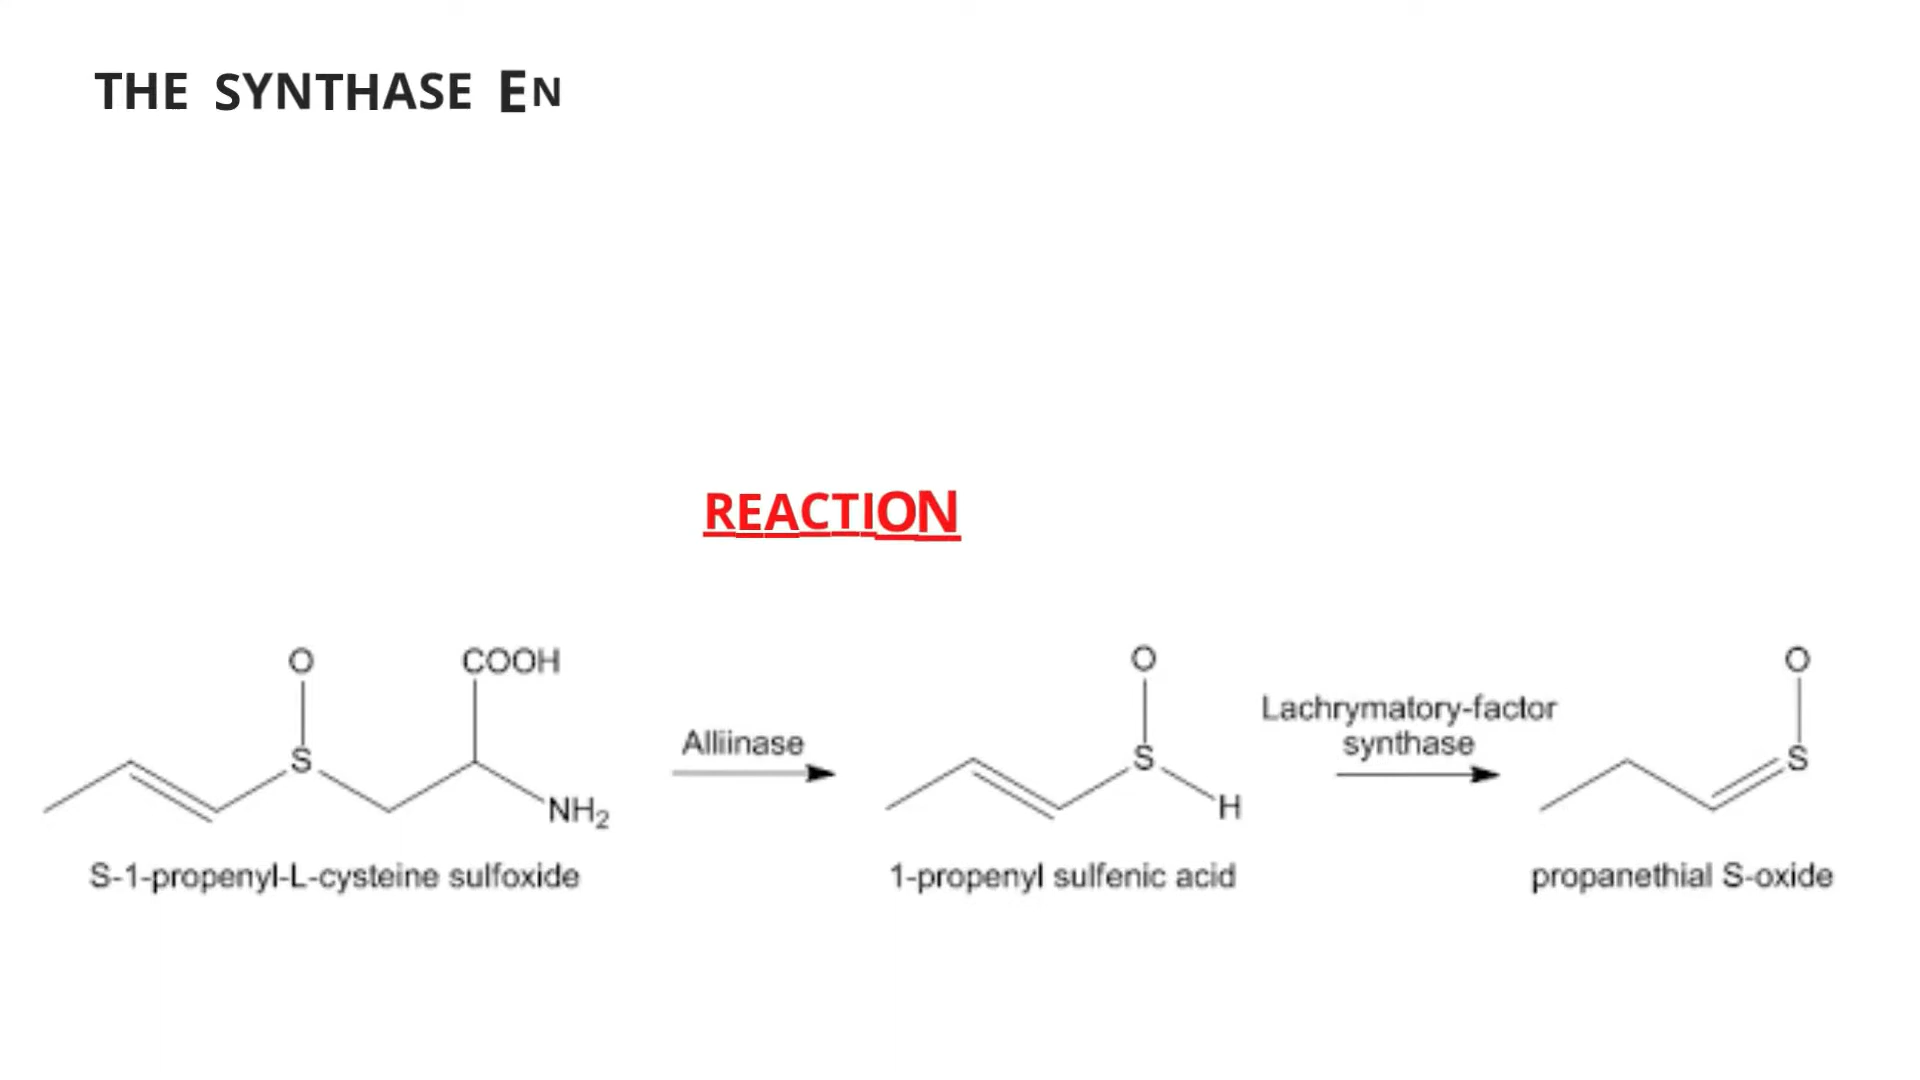 THE SYNTHASE EN
REACTION
O
COOH
O
O
S
Alliinase
S
Lachrymatory-factor
synthase
S
NH2
H
S-1-propenyl-L-cysteine sulfoxide
1-propenyl sulfenic acid
propanethial S-oxide